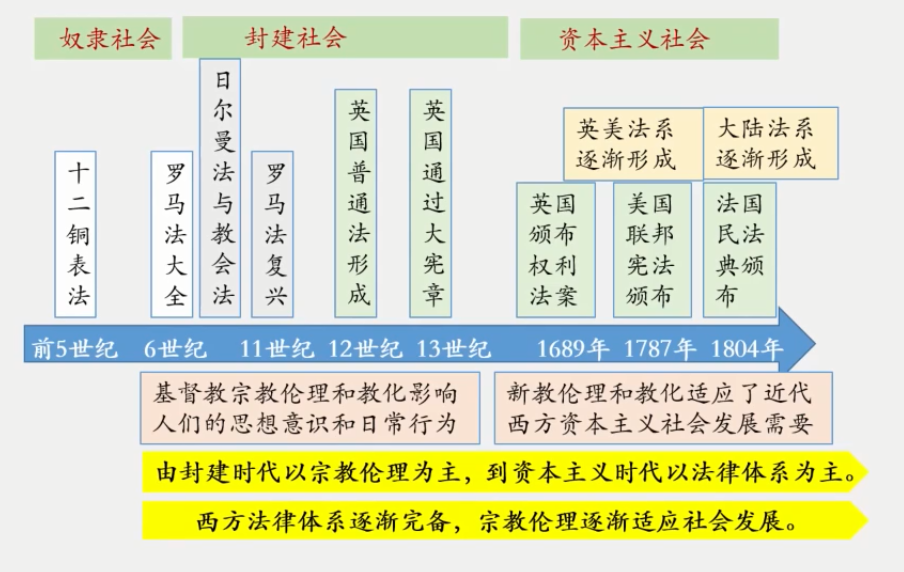 奴隶社会
封建社会
资本主义社会
十二铜表法
罗马法大全
日尔曼法与教会法
罗马法复兴
英国普通法形成
英国通过大宪章
英美法系
逐渐形成
大陆法系
逐渐形成
英国
颁布
权利
法案
美国
联邦
宪法
颁布
法国
民法
典颁
布
前5世纪
6世纪
11世纪
12世纪
13世纪
1689年
1787年
1804年
基督教宗教伦理和教化影响
人们的思想意识和日常行为
新教伦理和教化适应了近代
西方资本主义社会发展需要
由封建时代以宗教伦理为主，到资本主义时代以法律体系为主。
西方法律体系逐渐完备，宗教伦理逐渐适应社会发展。